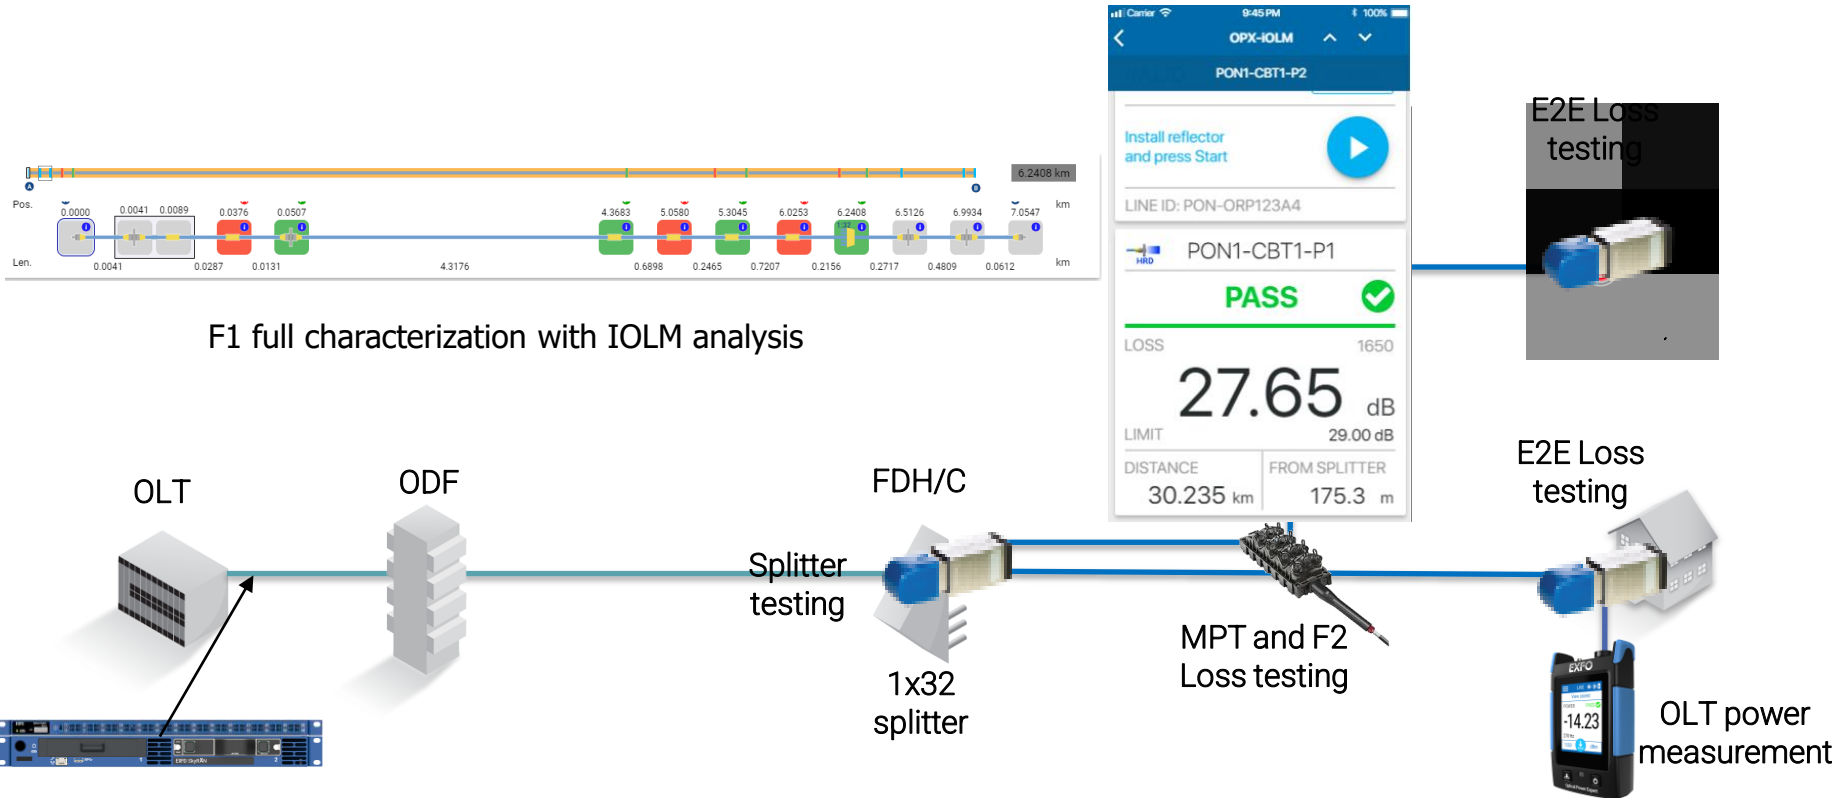 Carrier 9:45 PM 100%
OPX-iOLM
PON1-CBT1-P2
Install reflector
and press Start
LINE ID: PON-ORP123A4
HRD
PON1-CBT1-P1
PASS
LOSS 1650
27.65 dB
LIMIT 29.00 dB
DISTANCE FROM SPLITTER
30.235 km 175.3 m
E2E Loss
testing
6.2408 km
A
B
Pos. 0.0000 0.0041 0.0089 0.0376 0.0507 4.3683 5.0580 5.3045 6.0253 6.2408 6.5126 6.9934 7.0547 km
1:32
Len. 0.0041 0.0287 0.0131 4.3176 0.6898 0.2465 0.7207 0.2156 0.2717 0.4809 0.0612 km
F1 full characterization with IOLM analysis
OLT
ODF
FDH/C
E2E Loss
testing
Splitter
testing
1x32
splitter
MPT and F2
Loss testing
EXFO
-14.23
OLT power
measurement